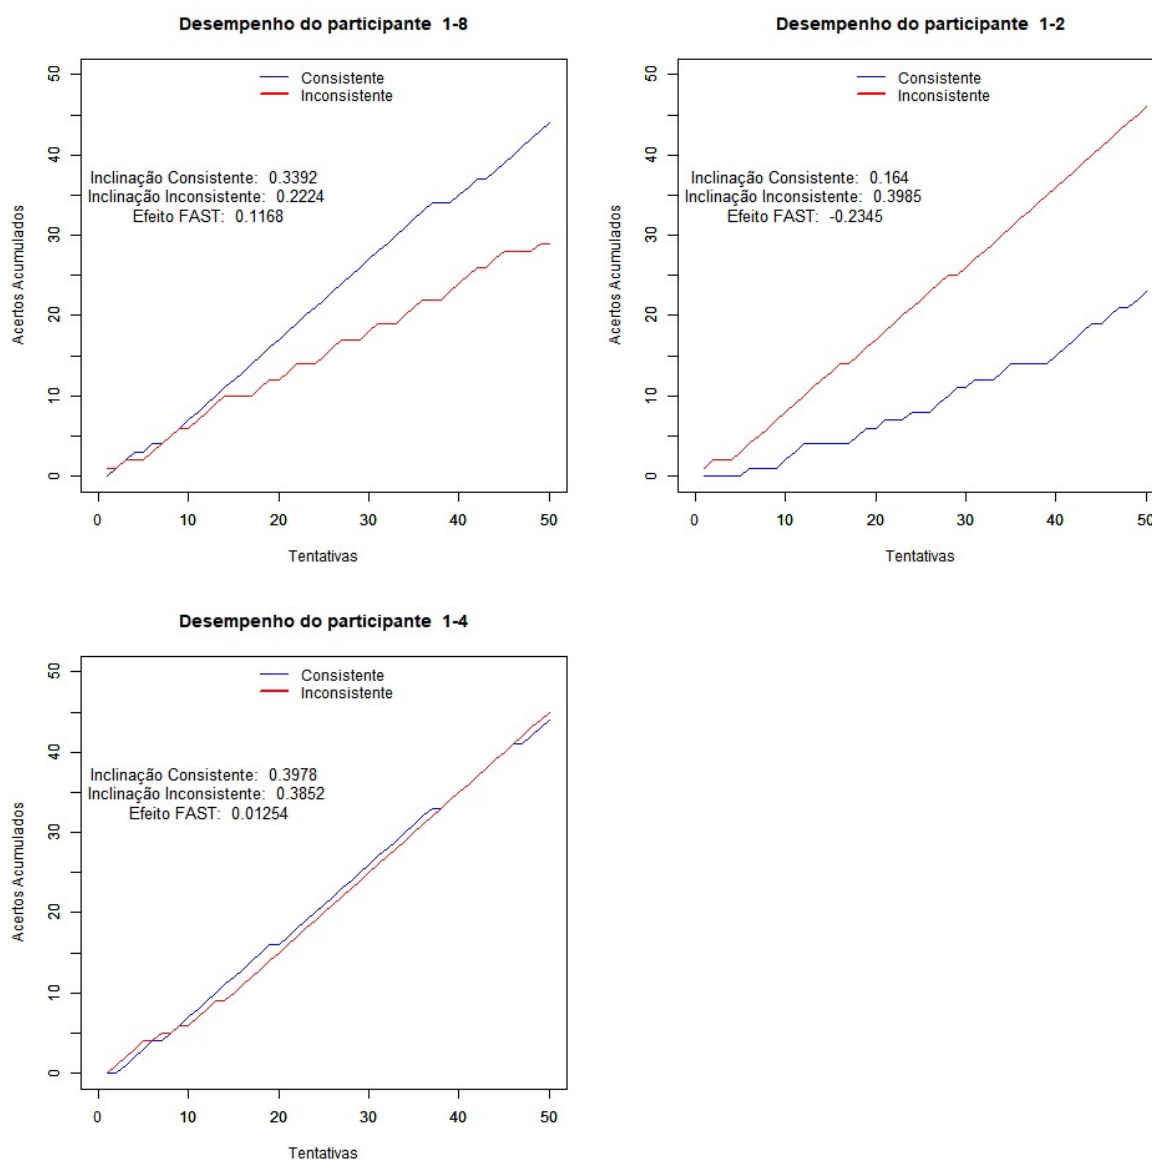 Desempenho do participante 1-8
Consistente
Inconsistente
Inclinação Consistente: 0.3392
Inclinação Inconsistente: 0.2224
Efeito FAST: 0.1168
Acertos Acumulados
0 10 20 30 40 50
0 10 20 30 40 50
Tentativas
Desempenho do participante 1-2
Consistente
Inconsistente
Inclinação Consistente: 0.164
Inclinação Inconsistente: 0.3985
Efeito FAST: -0.2345
Acertos Acumulados
0 10 20 30 40 50
0 10 20 30 40 50
Tentativas
Desempenho do participante 1-4
Consistente
Inconsistente
Inclinação Consistente: 0.3978
Inclinação Inconsistente: 0.3852
Efeito FAST: 0.01254
Acertos Acumulados
0 10 20 30 40 50
0 10 20 30 40 50
Tentativas